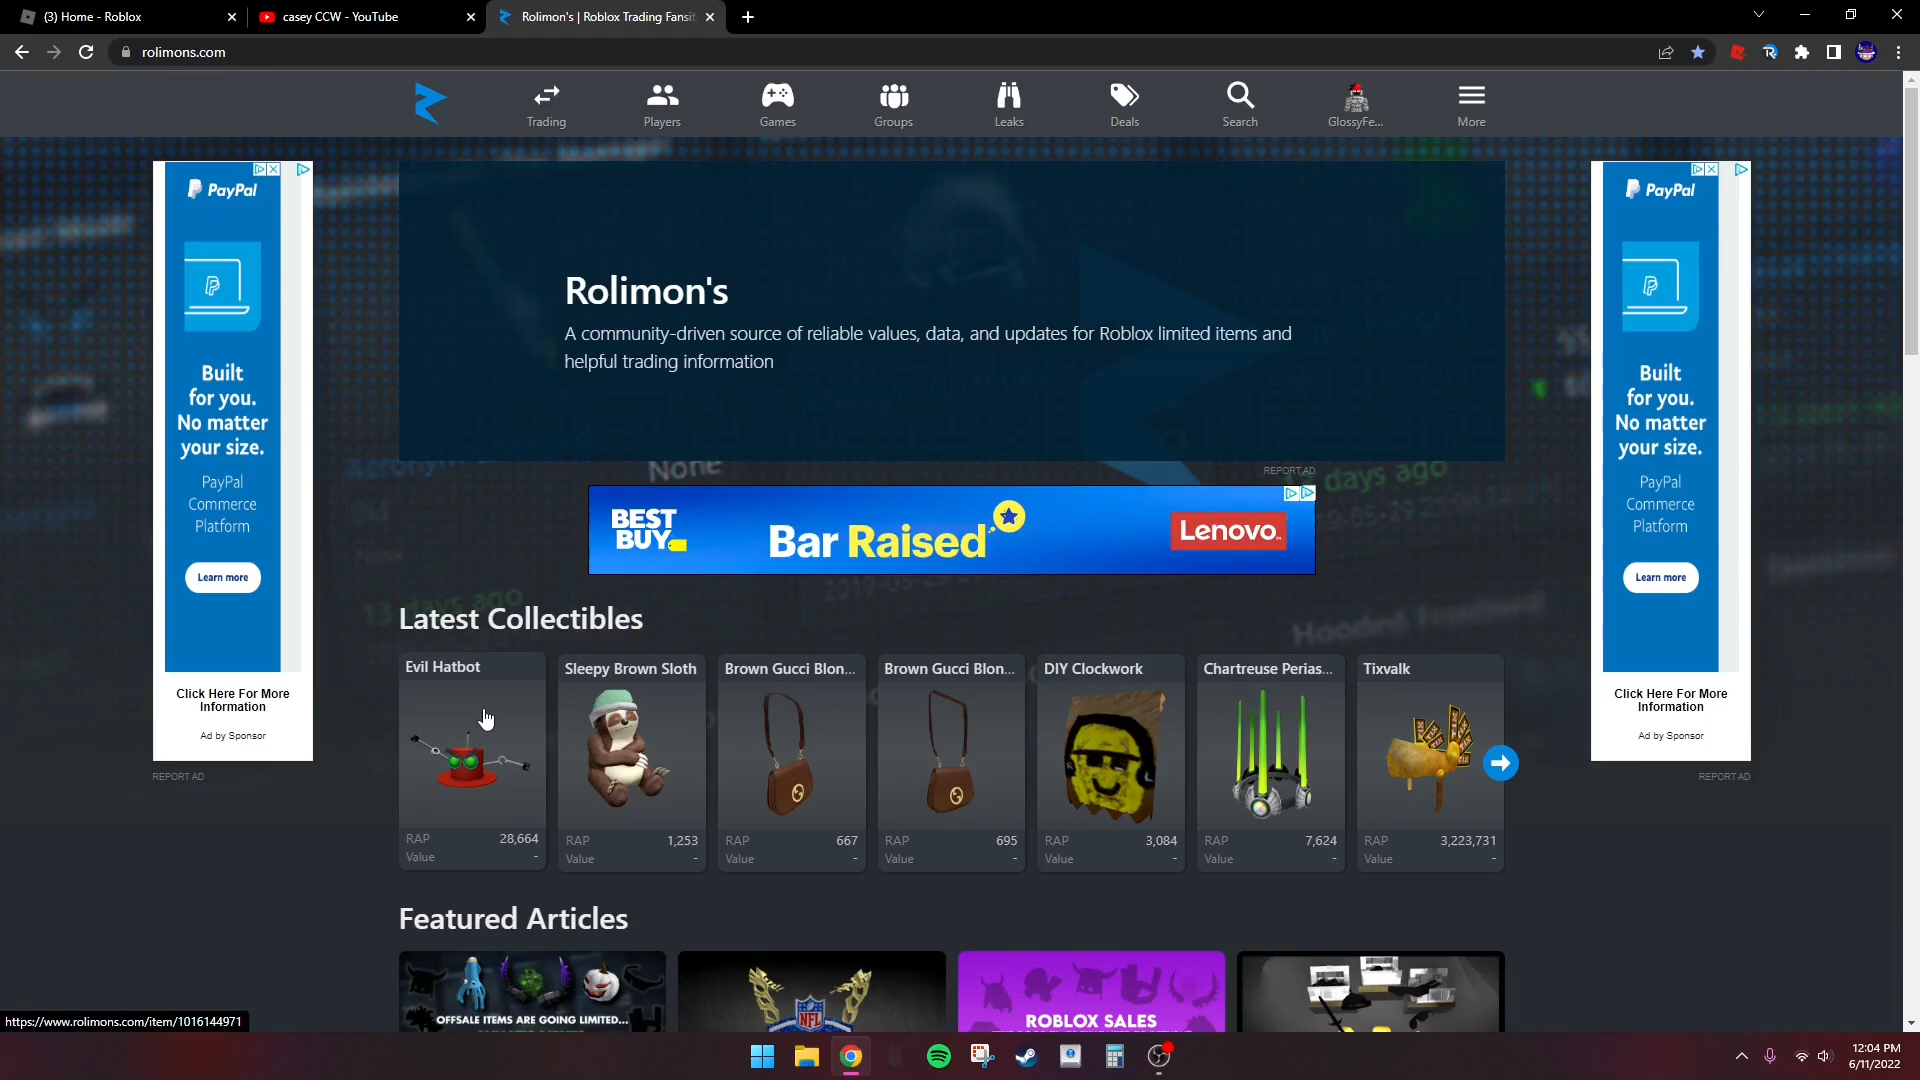 (3) Home - Roblox
casey CCW - YouTube
Rolimon's | Roblox Trading Fansit
rolimons.com
Trading
Players
Games
Groups
Leaks
Deals
Search
GlossyFe...
More
PayPal
Built
for you.
No matter
your size.
PayPal
Commerce
Platform
Learn more
Click Here For More
Information
Ad by Sponsor
REPORT AD
Rolimon's
A community-driven source of reliable values, data, and updates for Roblox limited items and
helpful trading information
None
days ago
REPORT AD
BEST
BUY
Bar Raised
Lenovo
13 days ago
Hooded
PayPal
Built
for you.
No matter
your size.
PayPal
Commerce
Platform
Learn more
Click Here For More
Information
Ad by Sponsor
REPORT AD
Latest Collectibles
Evil Hatbot
RAP 28,664
Value -
Sleepy Brown Sloth
RAP 1,253
Value -
Brown Gucci Blon...
RAP 667
Value -
Brown Gucci Blon...
RAP 695
Value -
DIY Clockwork
RAP 3,084
Value -
Chartreuse Perias...
RAP 7,624
Value -
Tixvalk
RAP 3,223,731
Value -
Featured Articles
OFFSALE ITEMS ARE GOING LIMITED...
NFL
ROBLOX SALES
https://www.rolimons.com/item/1016144971
12:04 PM
6/11/2022